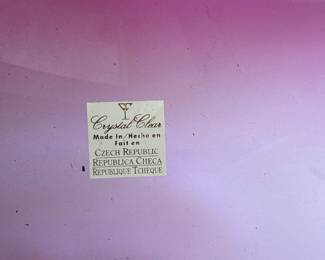 Crystal Clear
Made In/Hecho en
Fait en
CZECH REPUBLIC
REPUBLICA CHECA
REPUBLIQUE TCHEQUE